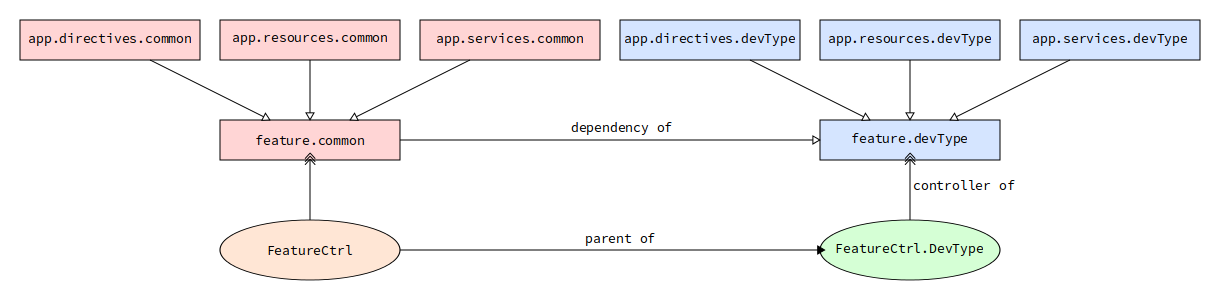 app.directives.common
app.resources.common
app.services.common
app.directives.devType
app.resources.devType
app.services.devType
feature.common
dependency of
feature.devType
controller of
FeatureCtrl
parent of
FeatureCtrl.DevType